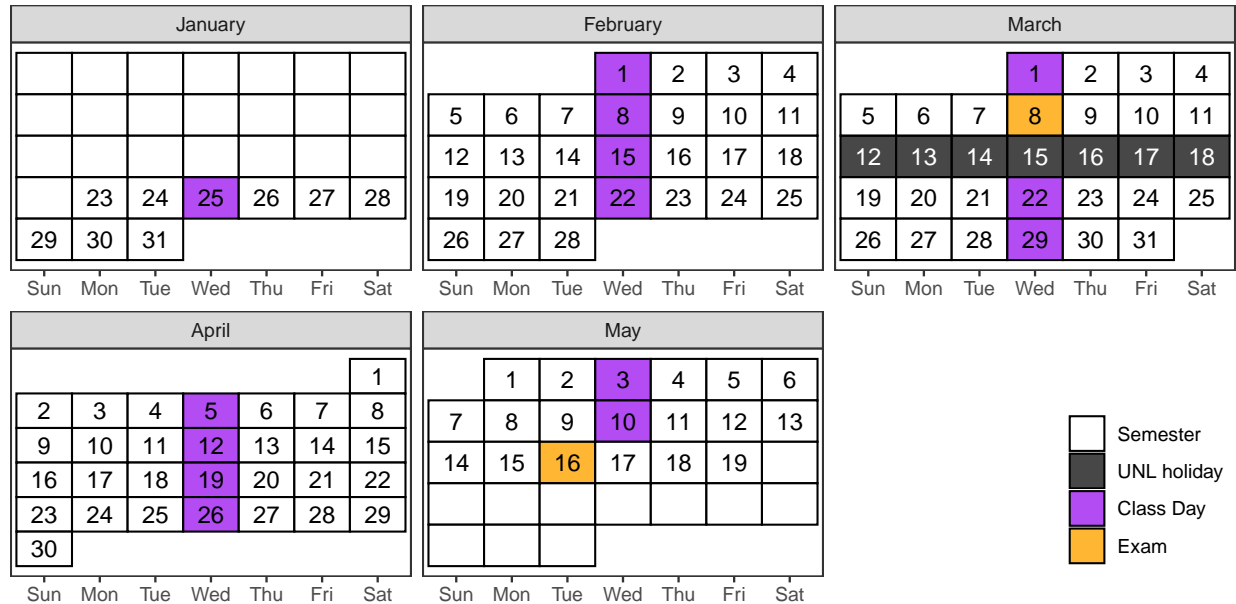 January
23 24 25 26 27 28
29 30 31
Sun Mon Tue Wed Thu Fri Sat
February
1 2 3 4
5 6 7 8 9 10 11
12 13 14 15 16 17 18
19 20 21 22 23 24 25
26 27 28
Sun Mon Tue Wed Thu Fri Sat
March
1 2 3 4
5 6 7 8 9 10 11
12 13 14 15 16 17 18
19 20 21 22 23 24 25
26 27 28 29 30 31
Sun Mon Tue Wed Thu Fri Sat
April
1
2 3 4 5 6 7 8
9 10 11 12 13 14 15
16 17 18 19 20 21 22
23 24 25 26 27 28 29
30
Sun Mon Tue Wed Thu Fri Sat
May
1 2 3 4 5 6
7 8 9 10 11 12 13
14 15 16 17 18 19
Sun Mon Tue Wed Thu Fri Sat
Semester
UNL holiday
Class Day
Exam